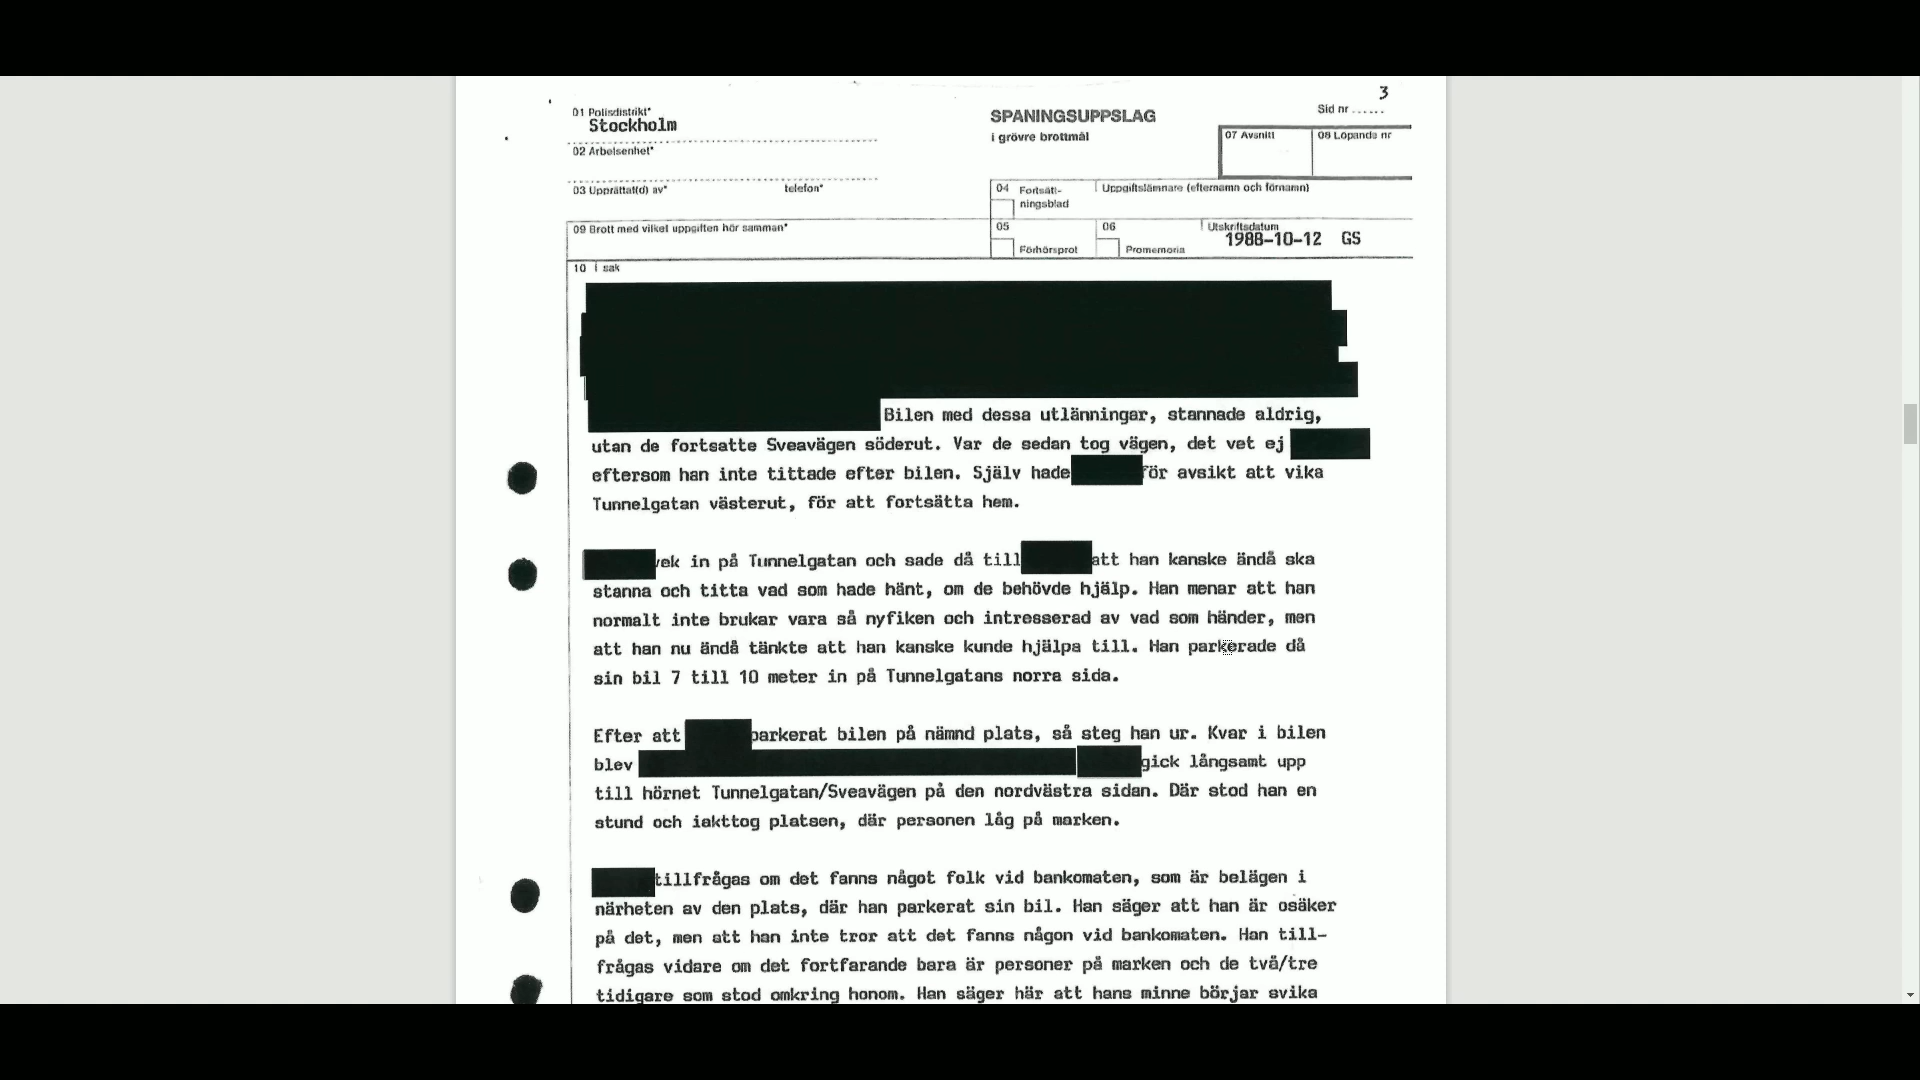 3
01 Polisdistrikt*
Stockholm
SPANINGSUPPSLAG
i grövre brottmål
Sid nr ......
07 Avsnitt
08 Löpande nr
02 Arbetsenhet*
03 Upprättat(d) av*
telefon*
04 Fortsätt-
ningsblad
Uppgiftslämnare (efternamn och förnamn)
09 Brott med vilket uppgiften hör samman*
05
Förhörsprot
06
Promemoria
Utskriftsdatum
1988-10-12 GS
10 I sak
Bilen med dessa utlänningar, stannade aldrig,
utan de fortsatte Sveavägen söderut. Var de sedan tog vägen, det vet ej
eftersom han inte tittade efter bilen. Själv hade för avsikt att vika
Tunnelgatan västerut, för att fortsätta hem.
vek in på Tunnelgatan och sade då till att han kanske ändå ska
stanna och titta vad som hade hänt, om de behövde hjälp. Han menar att han
normalt inte brukar vara så nyfiken och intresserad av vad som händer, men
att han nu ändå tänkte att han kanske kunde hjälpa till. Han parkerade då
sin bil 7 till 10 meter in på Tunnelgatans norra sida.
Efter att parkerat bilen på nämnd plats, så steg han ur. Kvar i bilen
blev gick långsamt upp
till hörnet Tunnelgatan/Sveavägen på den nordvästra sidan. Där stod han en
stund och iakttog platsen, där personen låg på marken.
tillfrågas om det fanns något folk vid bankomaten, som är belägen i
närheten av den plats, där han parkerat sin bil. Han säger att han är osäker
på det, men att han inte tror att det fanns någon vid bankomaten. Han till-
frågas vidare om det fortfarande bara är personer på marken och de två/tre
tidigare som stod omkring honom. Han säger här att hans minne börjar svika